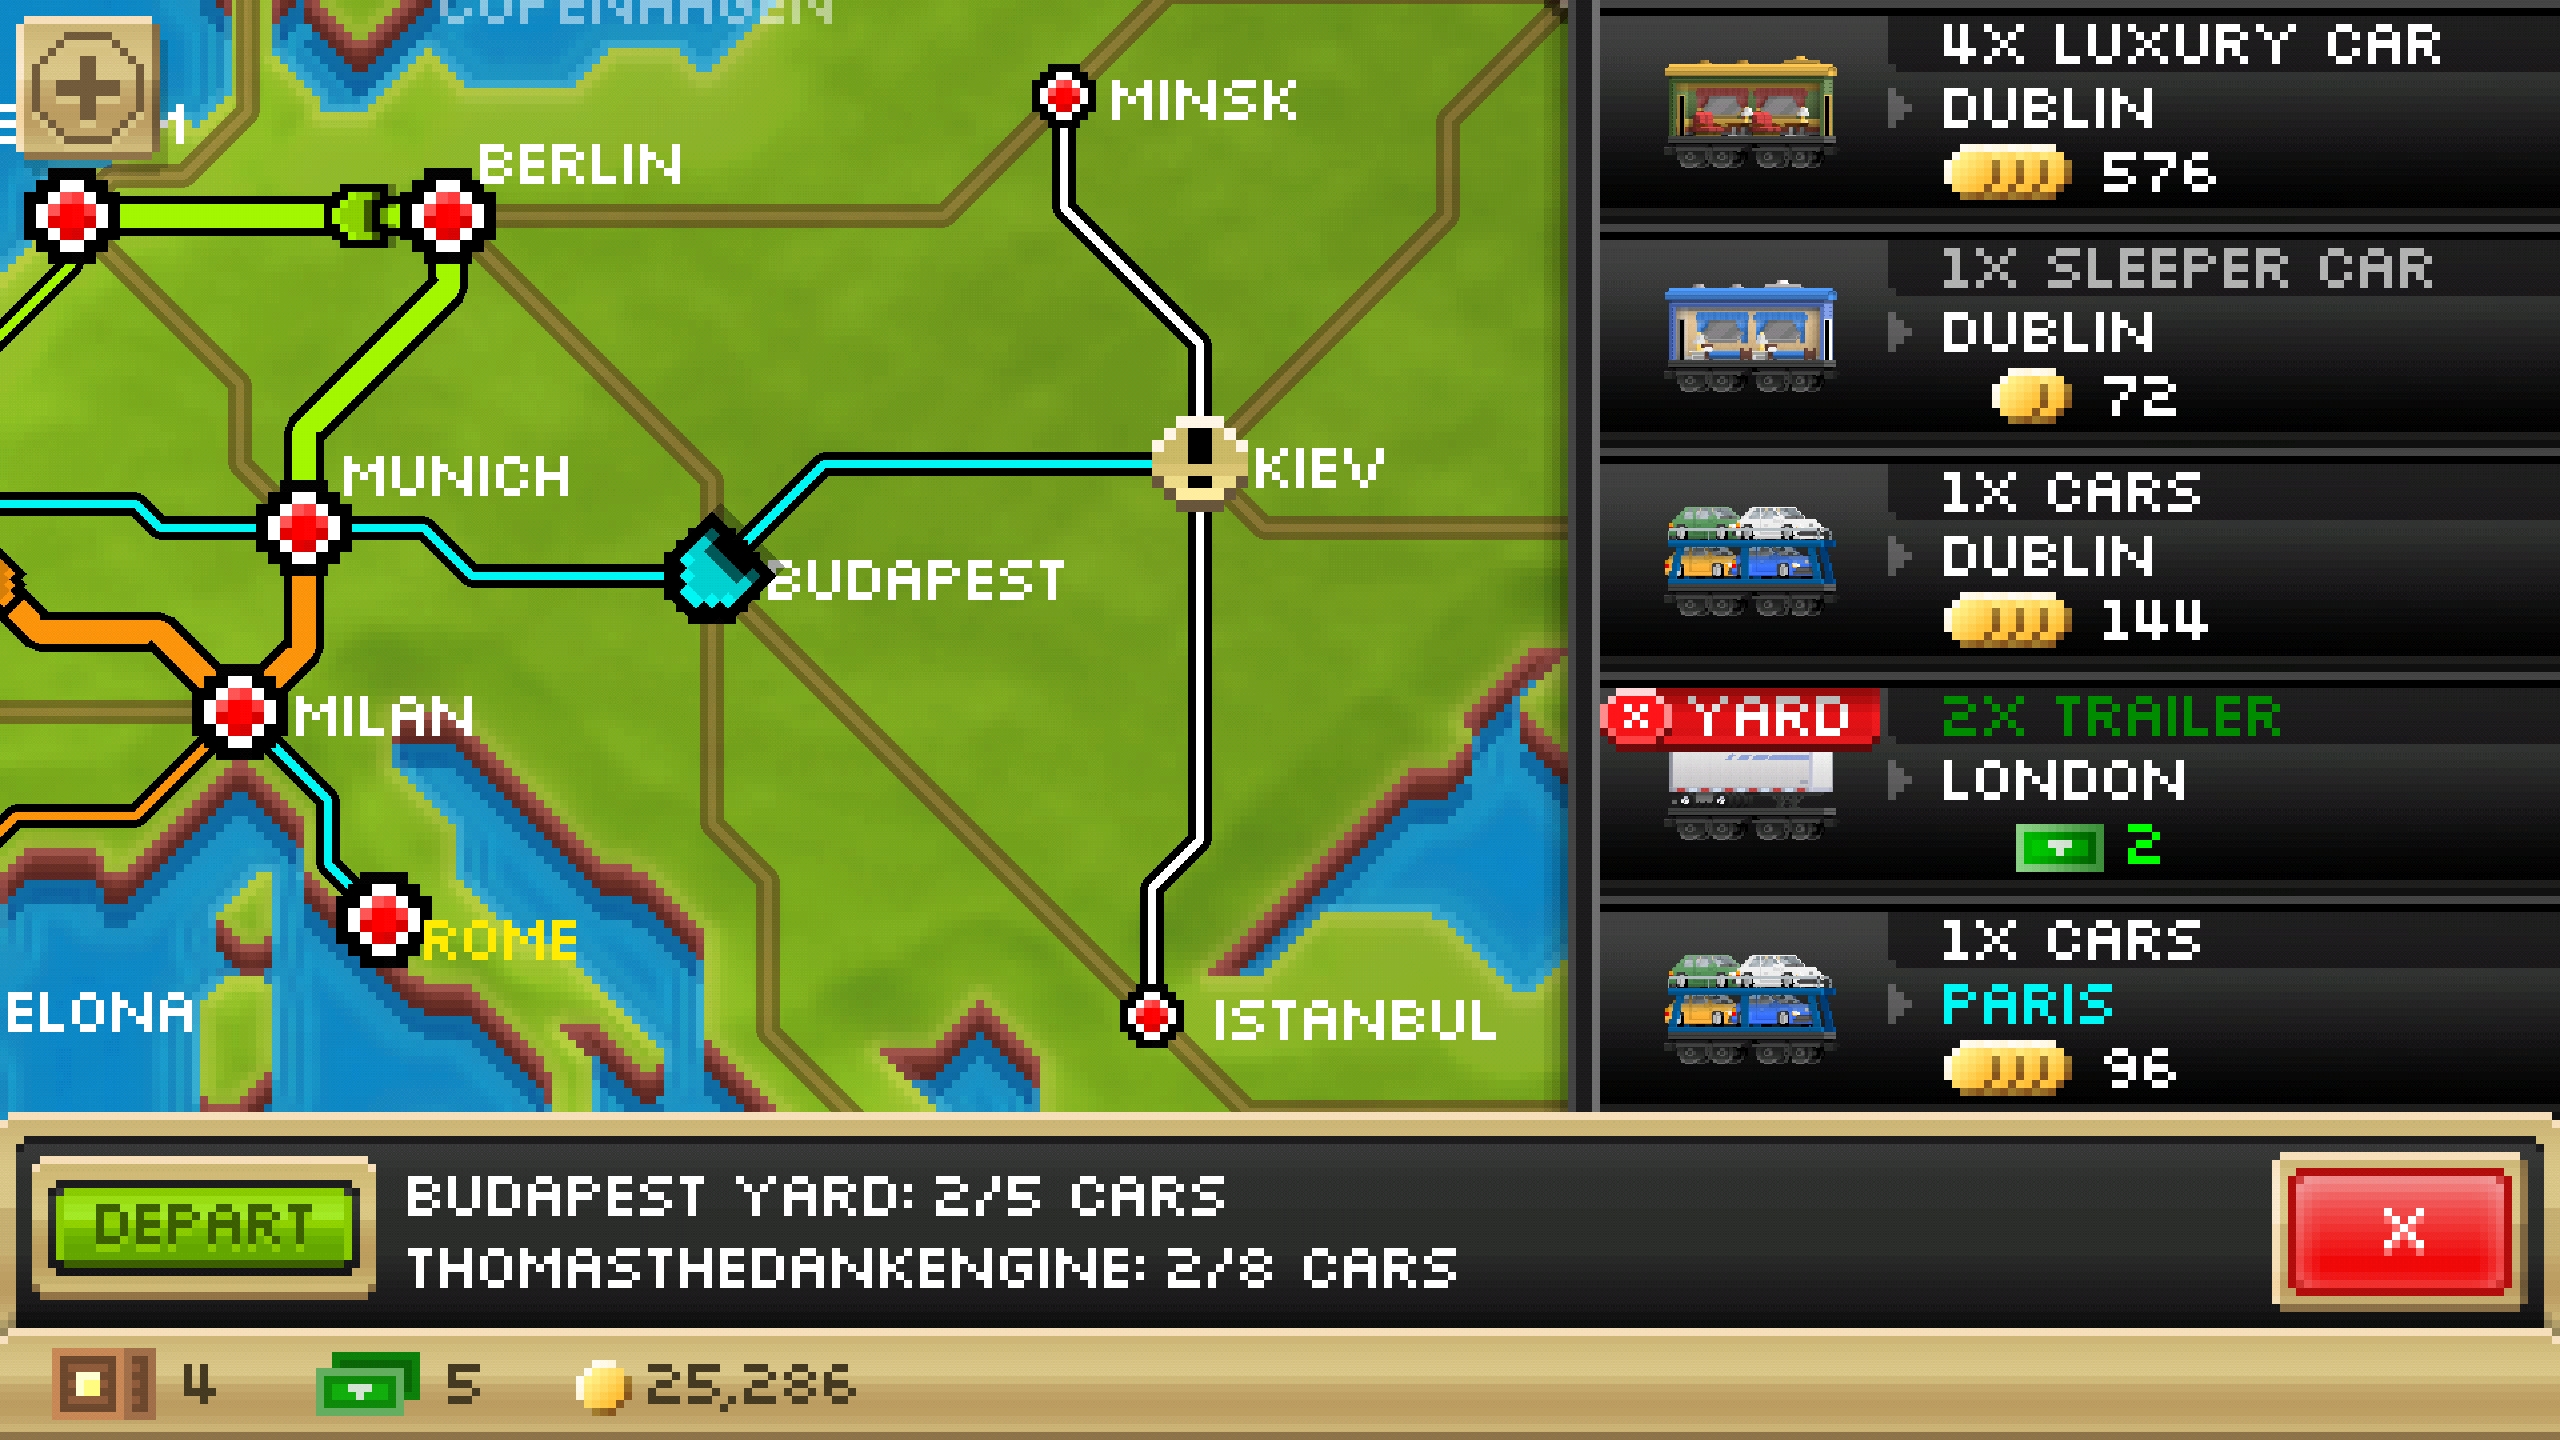 COPENHAGEN
1
MINSK
BERLIN
MUNICH
KIEV
BUDAPEST
MILAN
ROME
ELONA
ISTANBUL
4X LUXURY CAR
DUBLIN
576
1X SLEEPER CAR
DUBLIN
72
1X CARS
DUBLIN
144
X YARD
2X TRAILER
LONDON
2
1X CARS
PARIS
96
DEPART
BUDAPEST YARD: 2/5 CARS
THOMASTHEDANKENGINE: 2/8 CARS
X
4
5
25,286